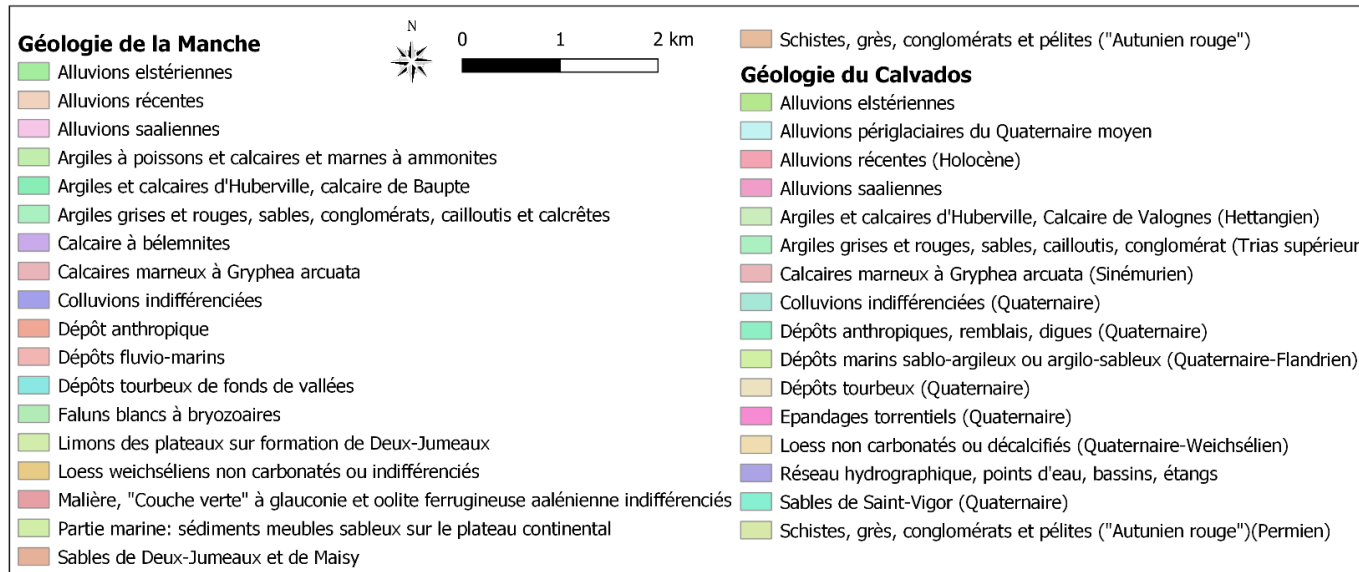 Géologie de la Manche
Alluvions elstériennes
Alluvions récentes
Alluvions saaliennes
Argiles à poissons et calcaires et marnes à ammonites
Argiles et calcaires d'Huberville, calcaire de Baupte
Argiles grises et rouges, sables, conglomérats, cailloutis et calcrêtes
Calcaire à bélemnites
Calcaires marneux à Gryphea arcuata
Colluvions indifférenciées
Dépôt anthropique
Dépôts fluvio-marins
Dépôts tourbeux de fonds de vallées
Faluns blancs à bryozoaires
Limons des plateaux sur formation de Deux-Jumeaux
Loess weichséliens non carbonatés ou indifférenciés
Malière, "Couche verte" à glauconie et oolite ferrugineuse aalénienne indifférenciés
Partie marine: sédiments meubles sableux sur le plateau continental
Sables de Deux-Jumeaux et de Maisy
N
0 1 2 km
Schistes, grès, conglomérats et pélites ("Autunien rouge")
Géologie du Calvados
Alluvions elstériennes
Alluvions périglaciaires du Quaternaire moyen
Alluvions récentes (Holocène)
Alluvions saaliennes
Argiles et calcaires d'Huberville, Calcaire de Valognes (Hettangien)
Argiles grises et rouges, sables, cailloutis, conglomérat (Trias supérieur
Calcaires marneux à Gryphea arcuata (Sinémurien)
Colluvions indifférenciées (Quaternaire)
Dépôts anthropiques, remblais, digues (Quaternaire)
Dépôts marins sablo-argileux ou argilo-sableux (Quaternaire-Flandrien)
Dépôts tourbeux (Quaternaire)
Epandages torrentiels (Quaternaire)
Loess non carbonatés ou décalcifiés (Quaternaire-Weichsélien)
Réseau hydrographique, points d'eau, bassins, étangs
Sables de Saint-Vigor (Quaternaire)
Schistes, grès, conglomérats et pélites ("Autunien rouge")(Permien)